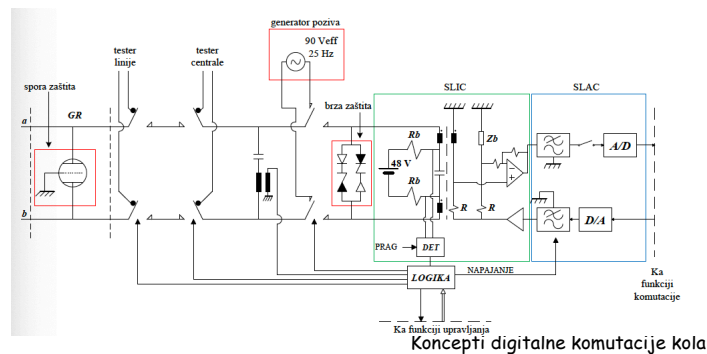 generator poziva
90 Veff
25 Hz
tester
linije
tester
centrale
spora zaštita
GR
brza zaštita
SLIC
SLAC
a
b
Rb
48 V
Rb
Zb
R
R
A/D
D/A
PRAG
DET
LOGIKA
NAPAJANJE
Ka
funkciji
komutacije
Ka funkciji upravljanja
Koncepti digitalne komutacije kola